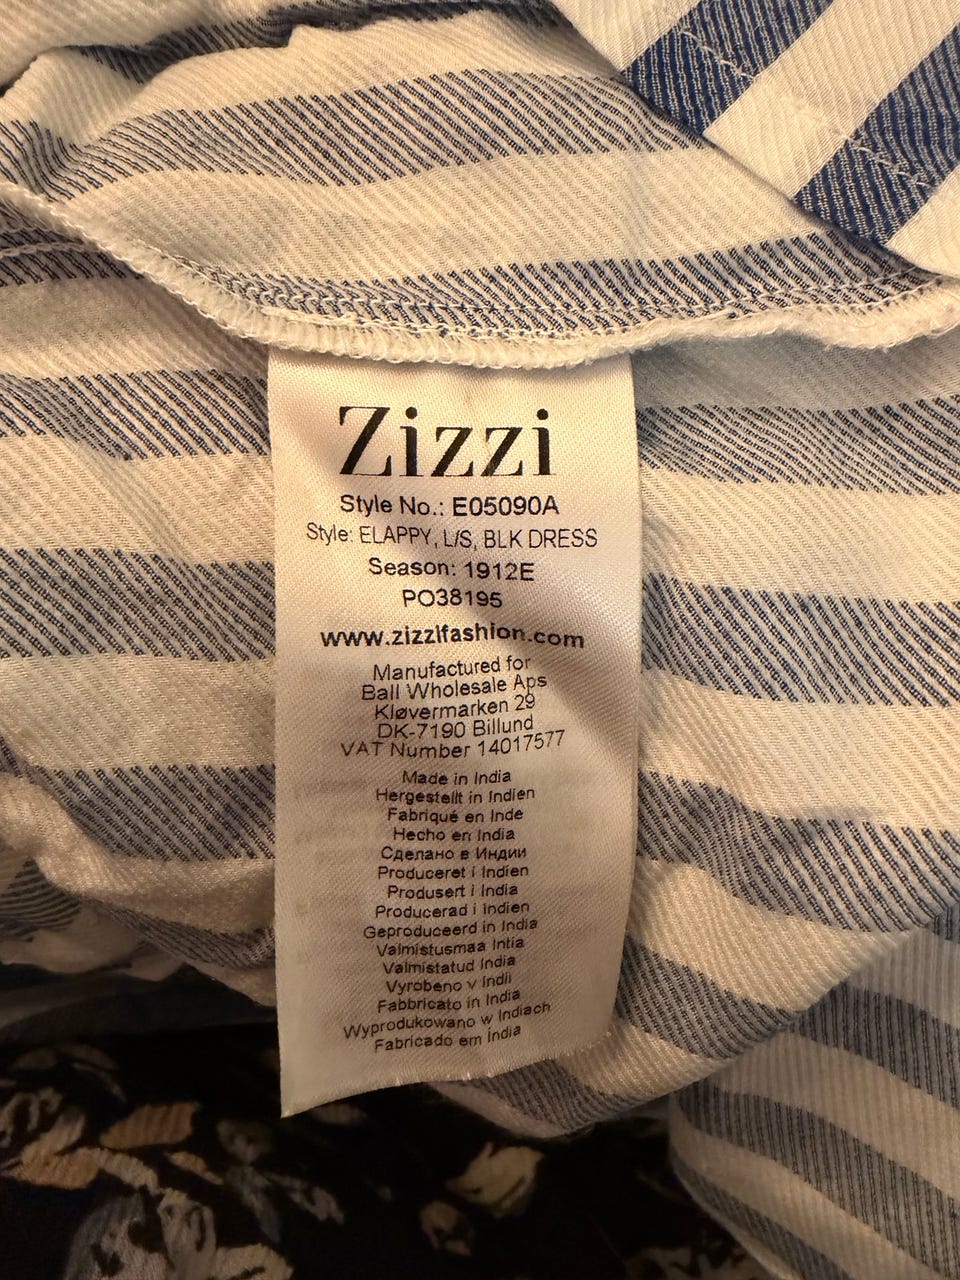 Zizzi
Style No.: E05090A
Style: ELAPPY, L/S, BLK DRESS
Season: 1912E
PO38195
www.zizzifashion.com
Manufactured for
Ball Wholesale Aps
Kløvermarken 29
DK-7190 Billund
VAT Number 14017577
Made in India
Hergestellt in Indien
Fabriqué en Inde
Hecho en India
Сделано в Индии
Produceret i Indien
Produsert i India
Producerad i Indien
Geproduceerd in India
Valmistusmaa Intia
Valmistatud India
Vyrobeno v Indii
Fabbricato in India
Wyprodukowano w Indiach
Fabricado em Índia